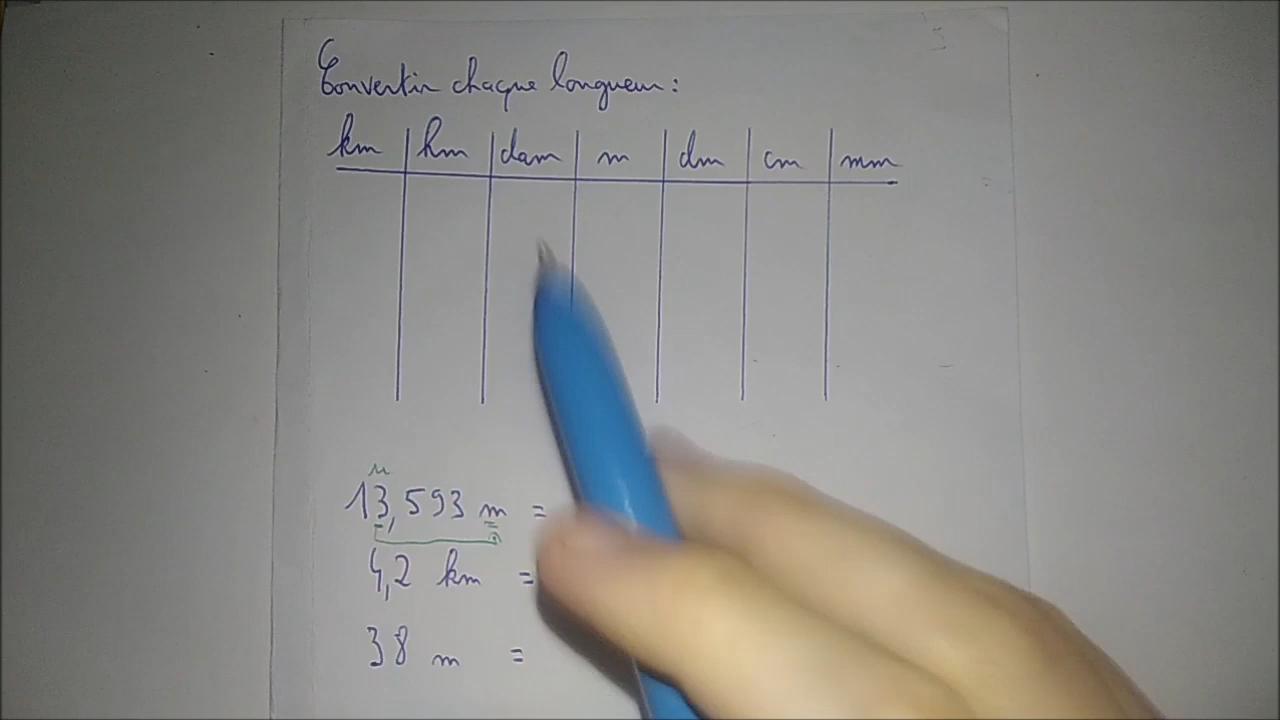 Convertir chaque longueur :
km hm dam m dm cm mm
u
13,593 m =
4,2 km =
38 m =